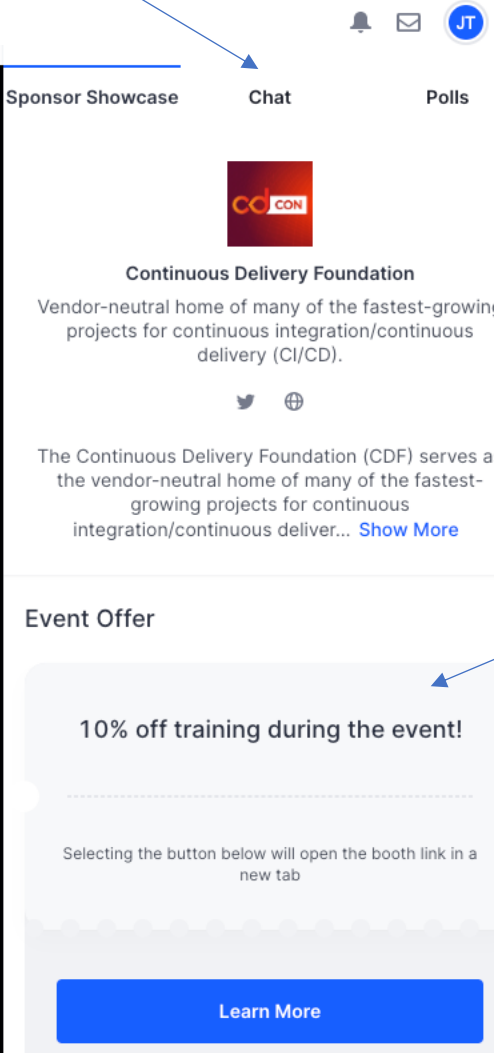 JT
Sponsor Showcase Chat Polls
cd CON
Continuous Delivery Foundation
Vendor-neutral home of many of the fastest-growing
projects for continuous integration/continuous
delivery (CI/CD).
The Continuous Delivery Foundation (CDF) serves a
the vendor-neutral home of many of the fastest-
growing projects for continuous
integration/continuous deliver... Show More
Event Offer
10% off training during the event!
Selecting the button below will open the booth link in a
new tab
Learn More